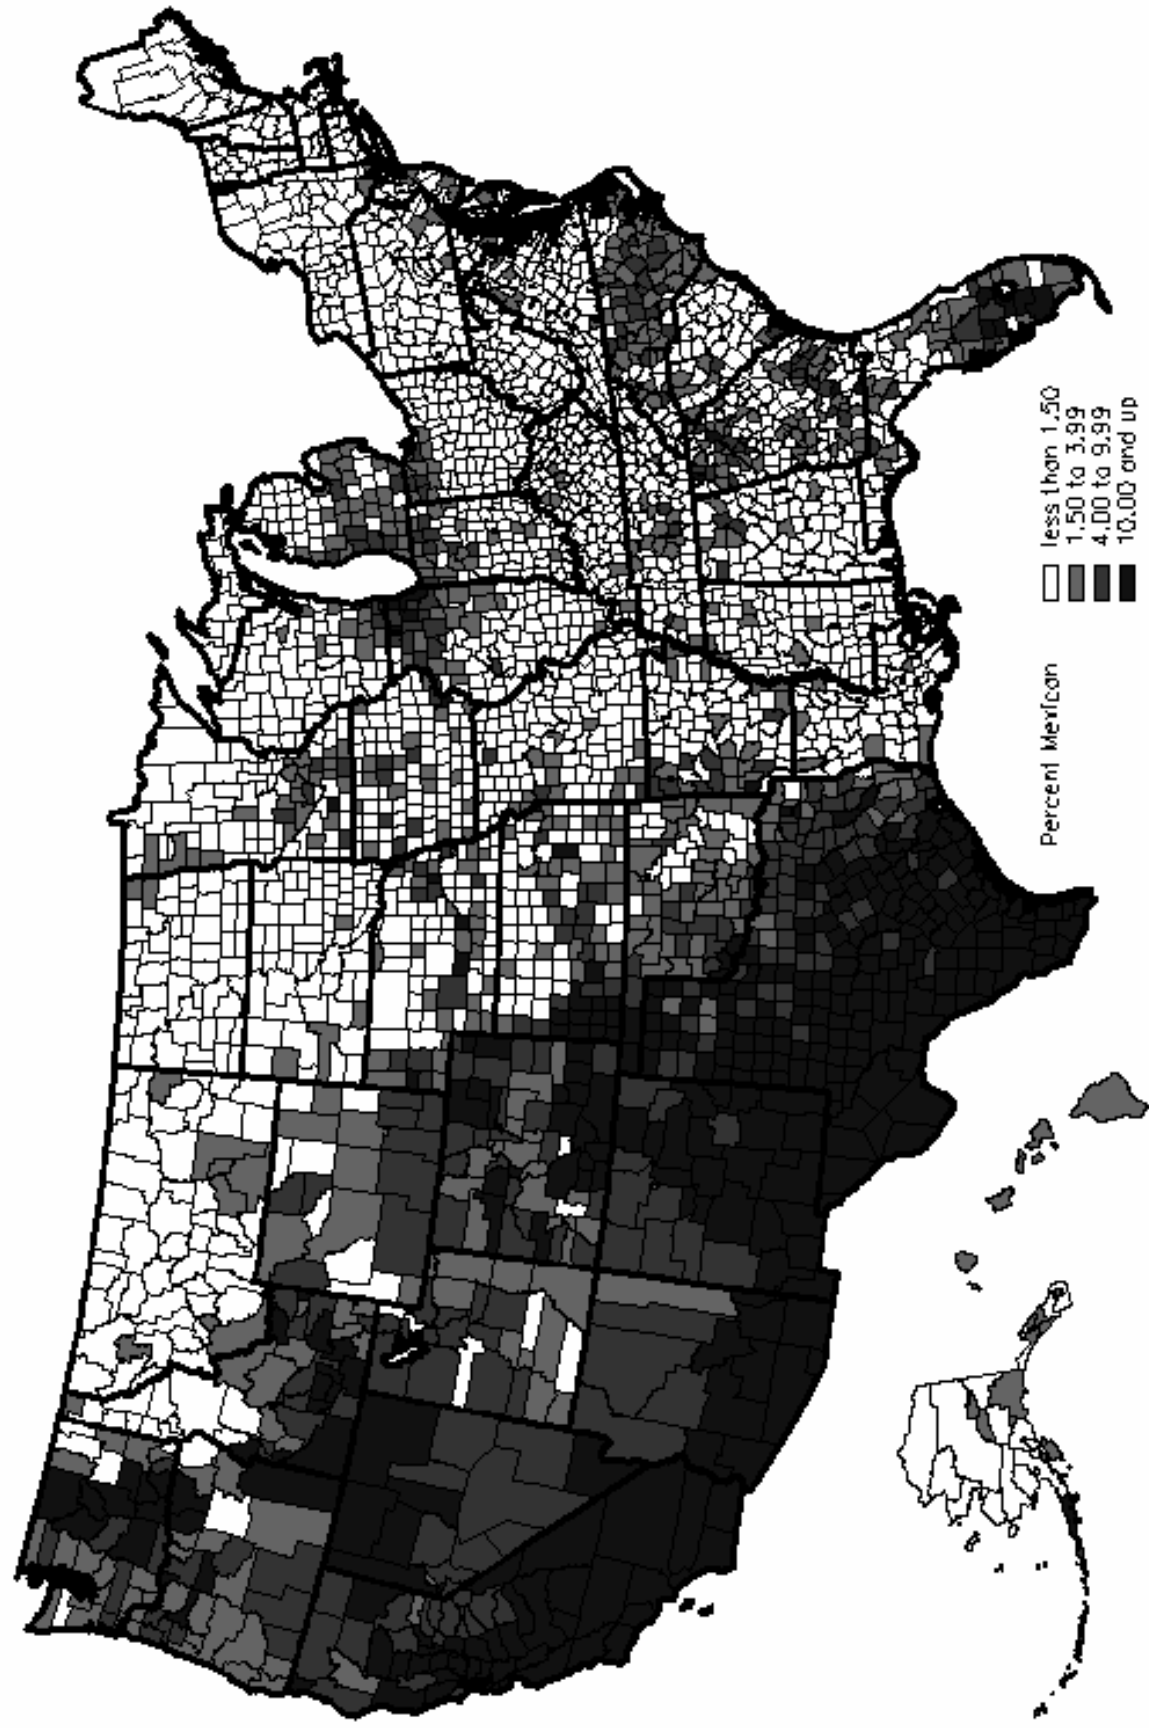 Percent Mexican
less than 1.50
1.50 to 3.99
4.00 to 9.99
10.00 and up